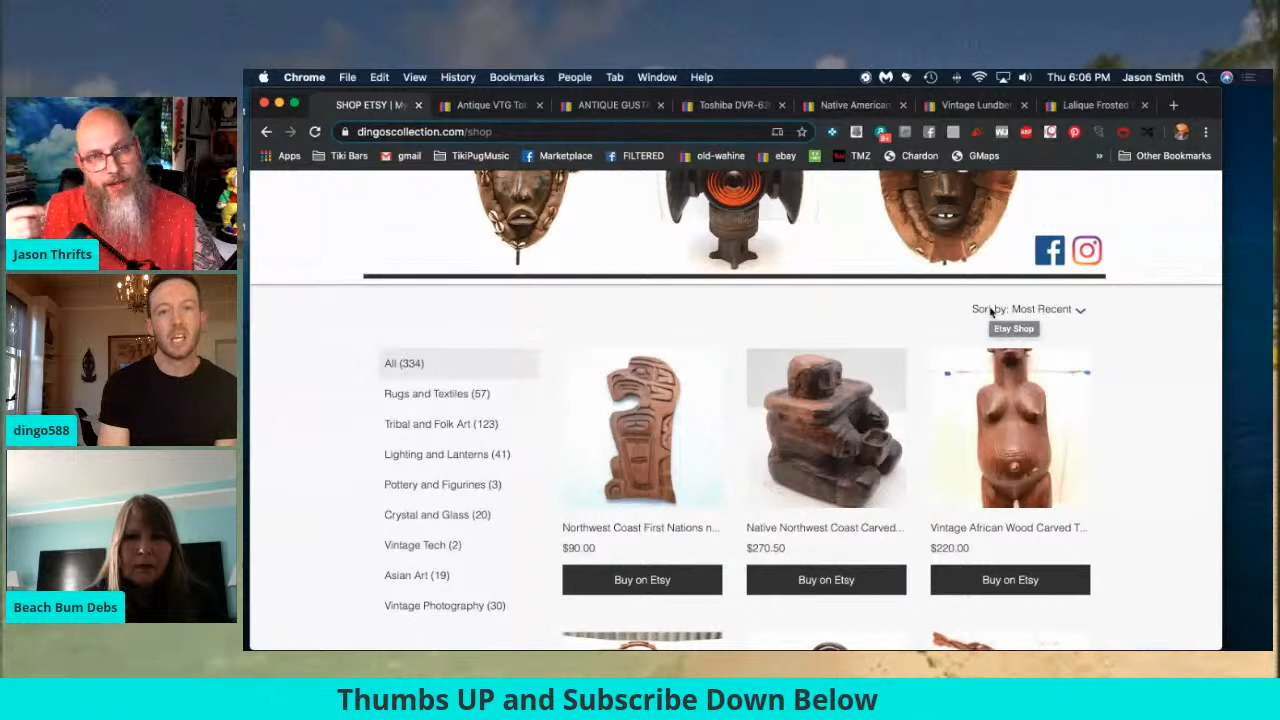 Chrome File Edit View History Bookmarks People Tab Window Help Thu 6:06 PM Jason Smith
SHOP ETSY | My Antique VTG Tol ANTIQUE GUST Toshiba DVR-62 Native American Vintage Lundber Lalique Frosted
dingoscollection.com/shop
Apps Tiki Bars gmail TikiPugMusic Marketplace FILTERED old-wahine ebay TMZ Chardon GMaps » Other Bookmarks
Jason Thrifts
dingo588
Beach Bum Debs
Sort by: Most Recent
Etsy Shop
All (334)
Rugs and Textiles (57)
Tribal and Folk Art (123)
Lighting and Lanterns (41)
Pottery and Figurines (3)
Crystal and Glass (20)
Vintage Tech (2)
Asian Art (19)
Vintage Photography (30)
Northwest Coast First Nations n... Native Northwest Coast Carved... Vintage African Wood Carved T...
$90.00 $270.50 $220.00
Buy on Etsy Buy on Etsy Buy on Etsy
Thumbs UP and Subscribe Down Below